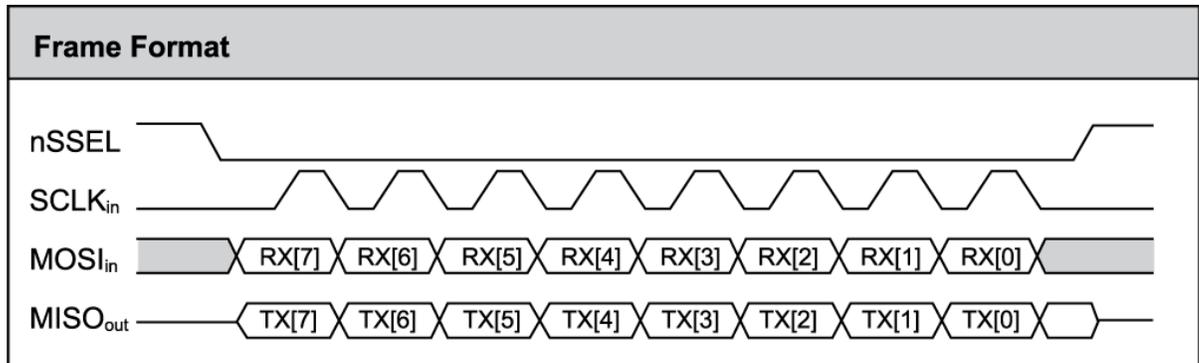 Frame Format
nSSEL
SCLKin
MOSIin RX[7] RX[6] RX[5] RX[4] RX[3] RX[2] RX[1] RX[0]
MISOout TX[7] TX[6] TX[5] TX[4] TX[3] TX[2] TX[1] TX[0]